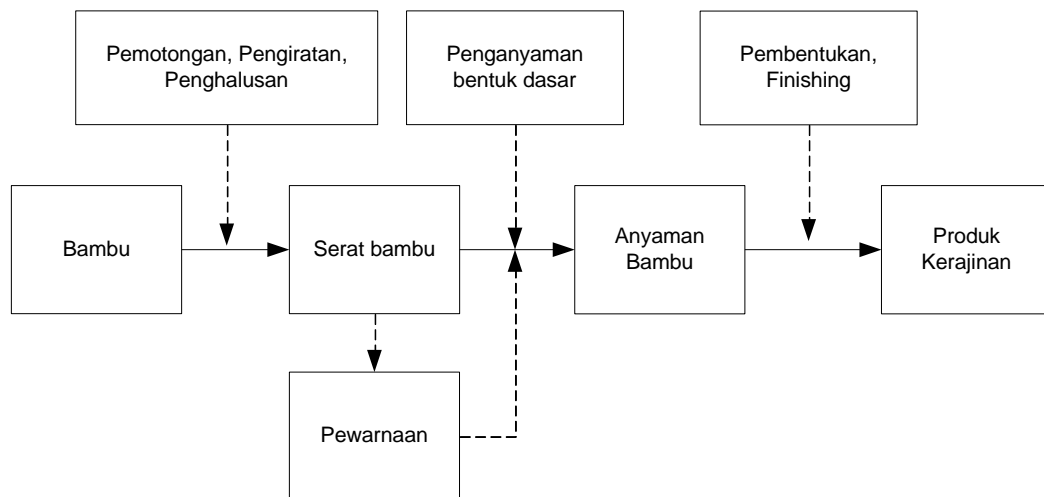 Pemotongan, Pengiratan,
Penghalusan
Penganyaman
bentuk dasar
Pembentukan,
Finishing
Bambu
Serat bambu
Anyaman
Bambu
Produk
Kerajinan
Pewarnaan